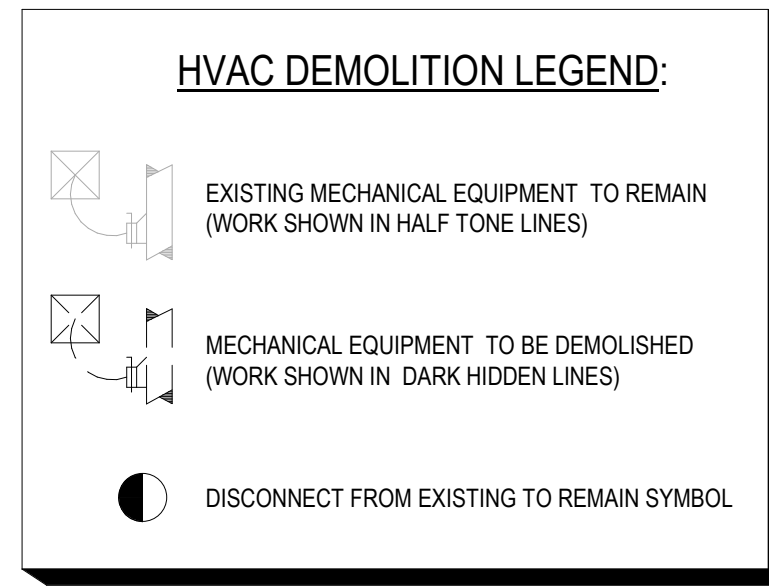 HVAC DEMOLITION LEGEND:
EXISTING MECHANICAL EQUIPMENT TO REMAIN
(WORK SHOWN IN HALF TONE LINES)
MECHANICAL EQUIPMENT TO BE DEMOLISHED
(WORK SHOWN IN DARK HIDDEN LINES)
DISCONNECT FROM EXISTING TO REMAIN SYMBOL